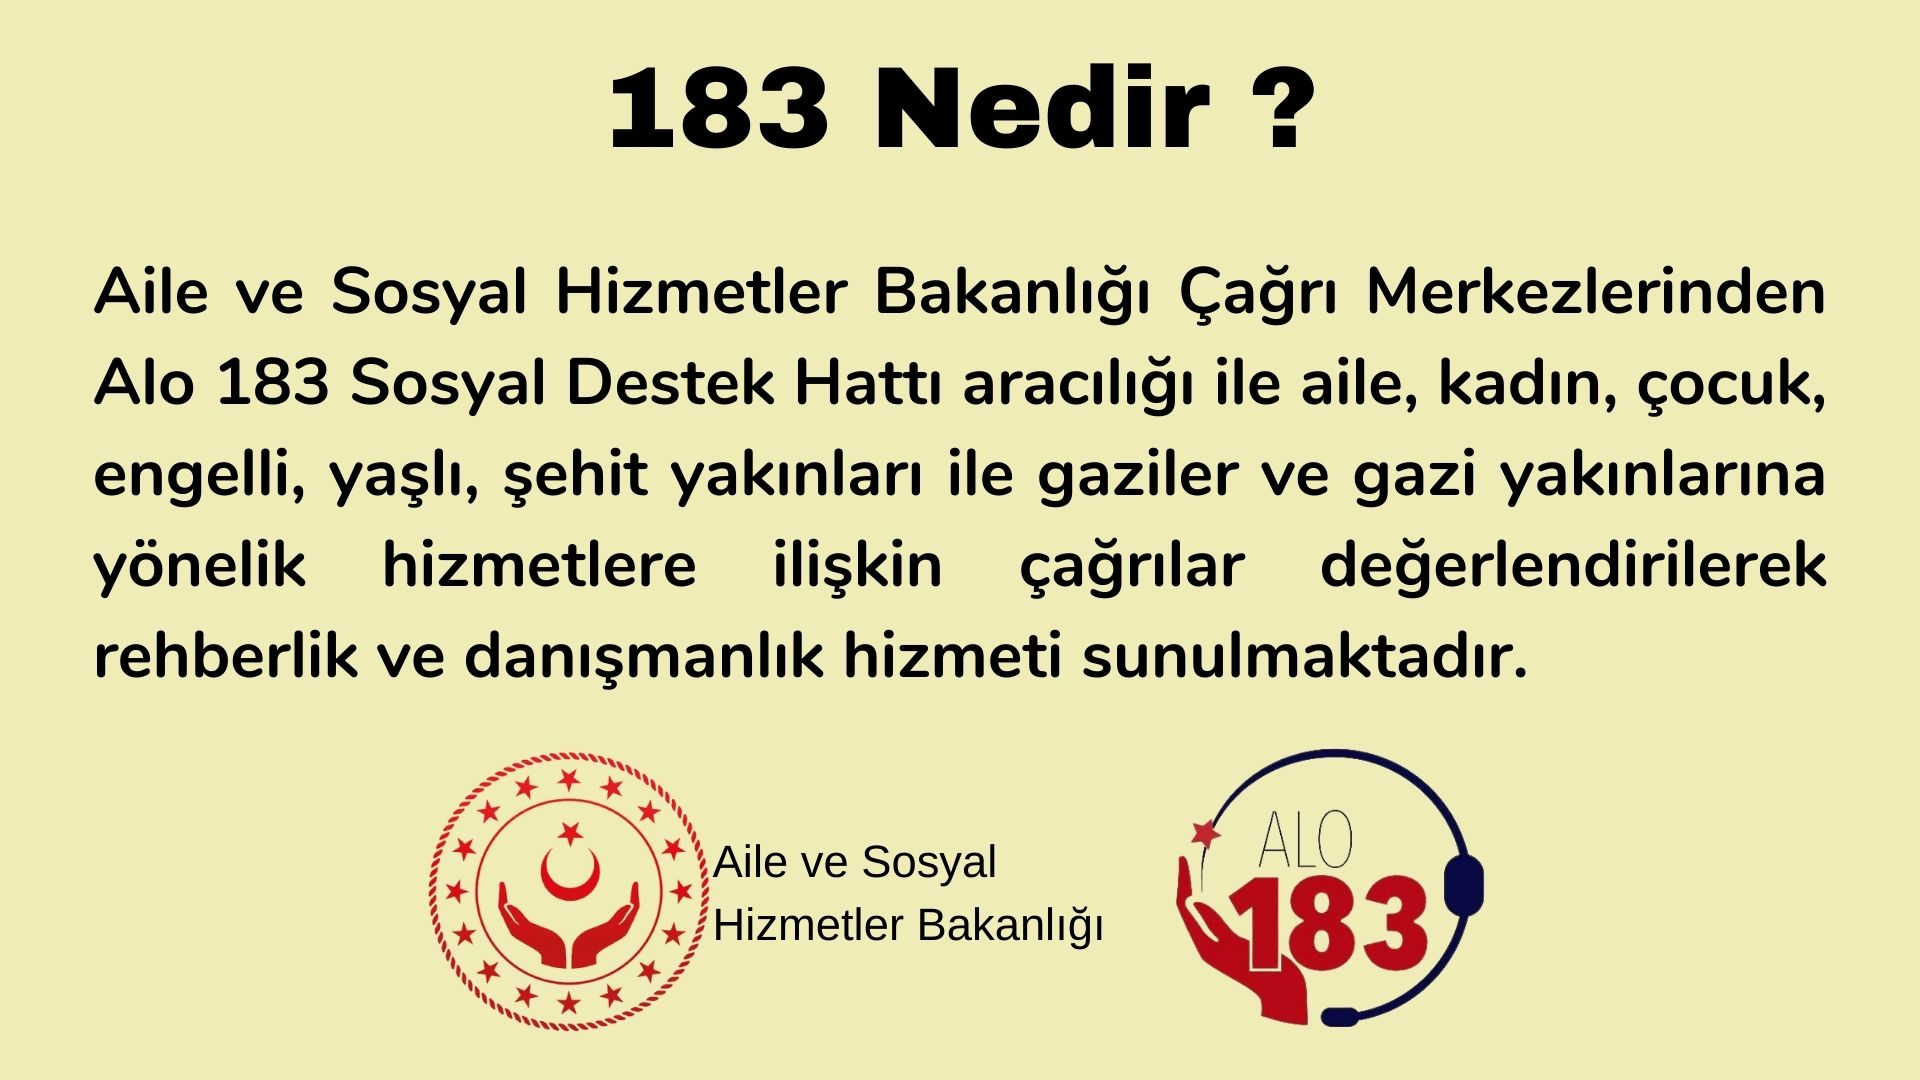 183 Nedir ?
Aile ve Sosyal Hizmetler Bakanlığı Çağrı Merkezlerinden
Alo 183 Sosyal Destek Hattı aracılığı ile aile, kadın, çocuk,
engelli, yaşlı, şehit yakınları ile gaziler ve gazi yakınlarına
yönelik hizmetlere ilişkin çağrılar değerlendirilerek
rehberlik ve danışmanlık hizmeti sunulmaktadır.
Aile ve Sosyal
Hizmetler Bakanlığı
ALO
183